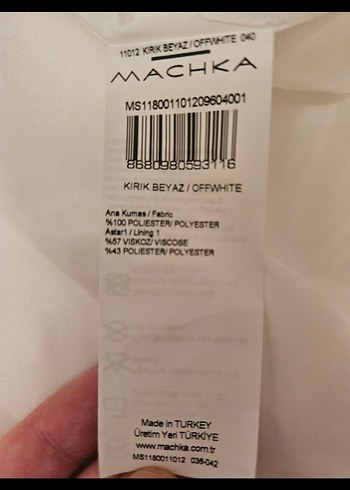 11012 KIRIK BEYAZ / OFFWHITE 040
MACHKA
MS118001101209604001
8680980593116
KIRIK BEYAZ / OFFWHITE
Ana Kumas / Fabric
%100 POLIESTER/ POLYESTER
Astar1 / Lining 1
%57 VISKOZ/ VISCOSE
%43 POLIESTER/ POLYESTER
Made in TURKEY
Üretim Yeri TÜRKİYE
www.machka.com.tr
MS1180011012 036-042